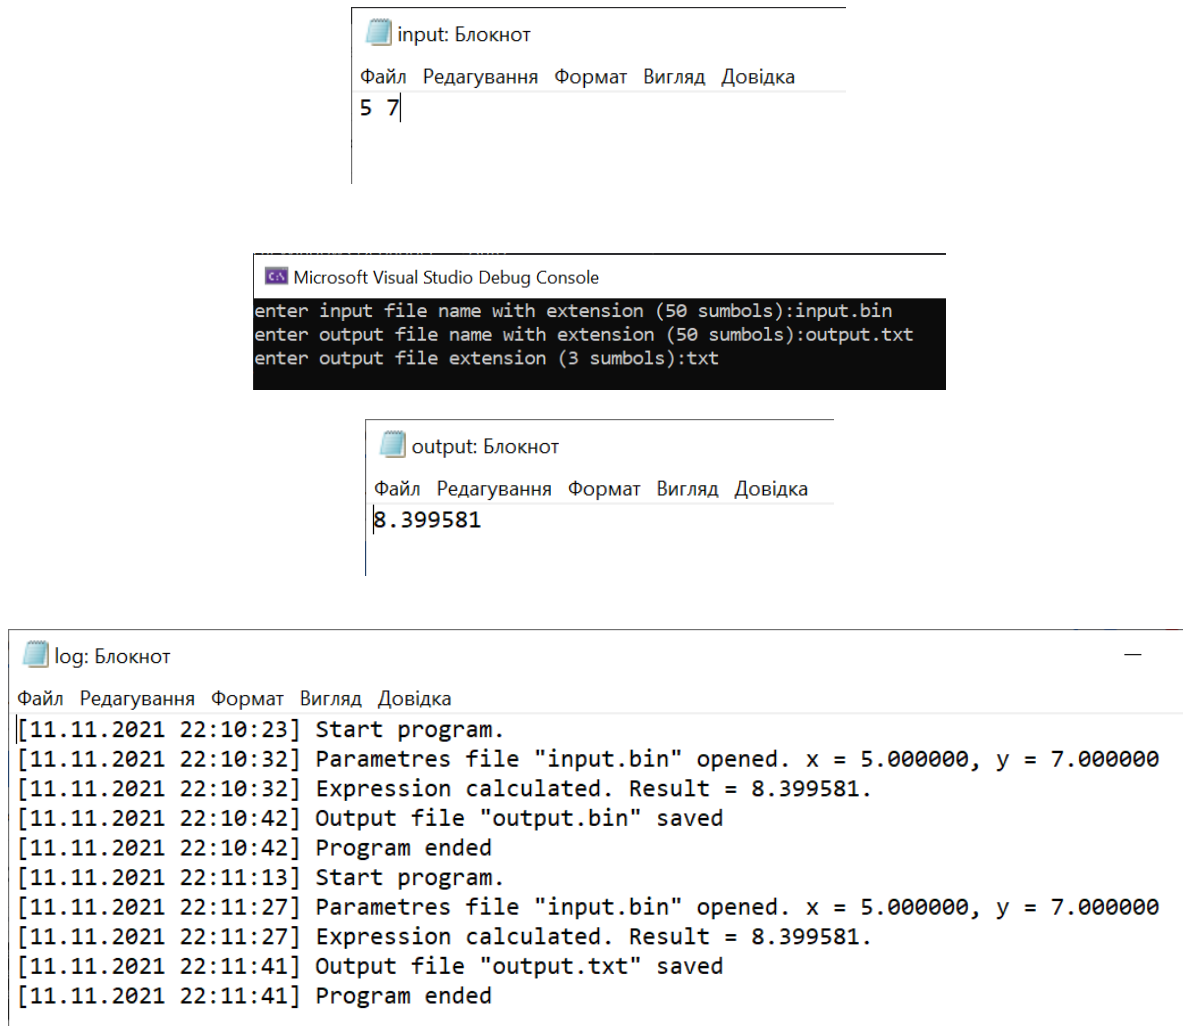 input: Блокнот
Файл Редагування Формат Вигляд Довідка
5 7
Microsoft Visual Studio Debug Console
enter input file name with extension (50 sumbols):input.bin
enter output file name with extension (50 sumbols):output.txt
enter output file extension (3 sumbols):txt
output: Блокнот
Файл Редагування Формат Вигляд Довідка
8.399581
log: Блокнот
Файл Редагування Формат Вигляд Довідка
[11.11.2021 22:10:23] Start program.
[11.11.2021 22:10:32] Parametres file "input.bin" opened. x = 5.000000, y = 7.000000
[11.11.2021 22:10:32] Expression calculated. Result = 8.399581.
[11.11.2021 22:10:42] Output file "output.bin" saved
[11.11.2021 22:10:42] Program ended
[11.11.2021 22:11:13] Start program.
[11.11.2021 22:11:27] Parametres file "input.bin" opened. x = 5.000000, y = 7.000000
[11.11.2021 22:11:27] Expression calculated. Result = 8.399581.
[11.11.2021 22:11:41] Output file "output.txt" saved
[11.11.2021 22:11:41] Program ended